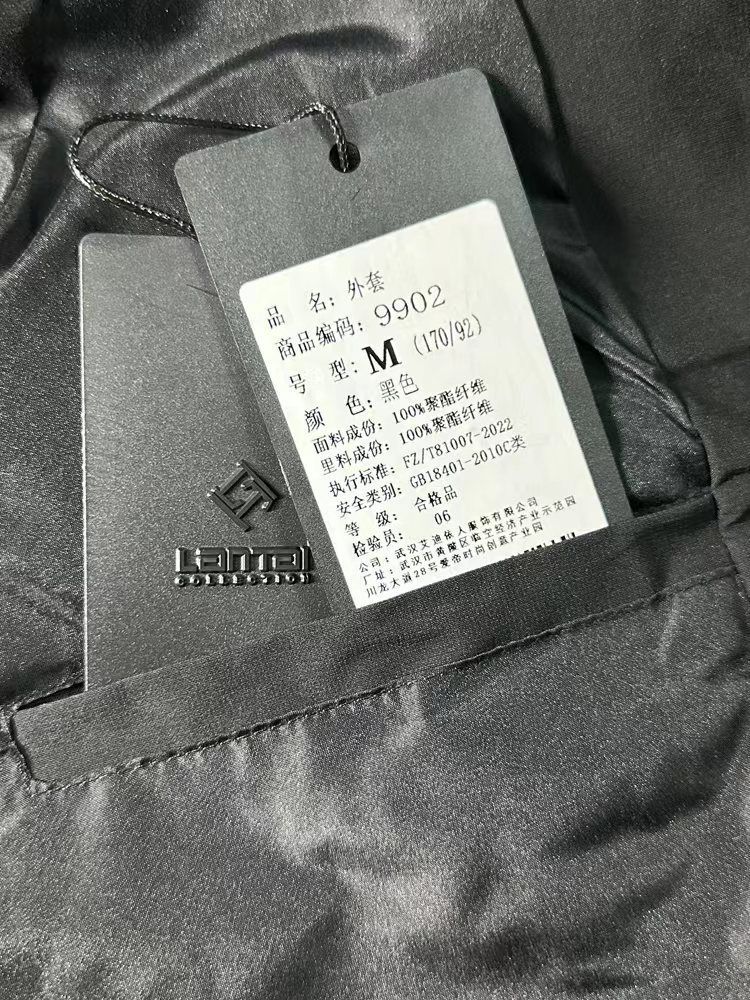 品 名：外套
商品编码：9902
号 型：M (170/92)
颜 色：黑色
面料成份：100%聚酯纤维
里料成份：100%聚酯纤维
执行标准：FZ/T81007-2022
安全类别：GB18401-2010C类
等 级： 合格品
检验员： 06
公司：武汉艾迪依人服饰有限公司
厂址：武汉市黄陂区临空经济产业示范园
川龙大道28号爱帝时尚创意产业园
LANTAI
COLLECTION